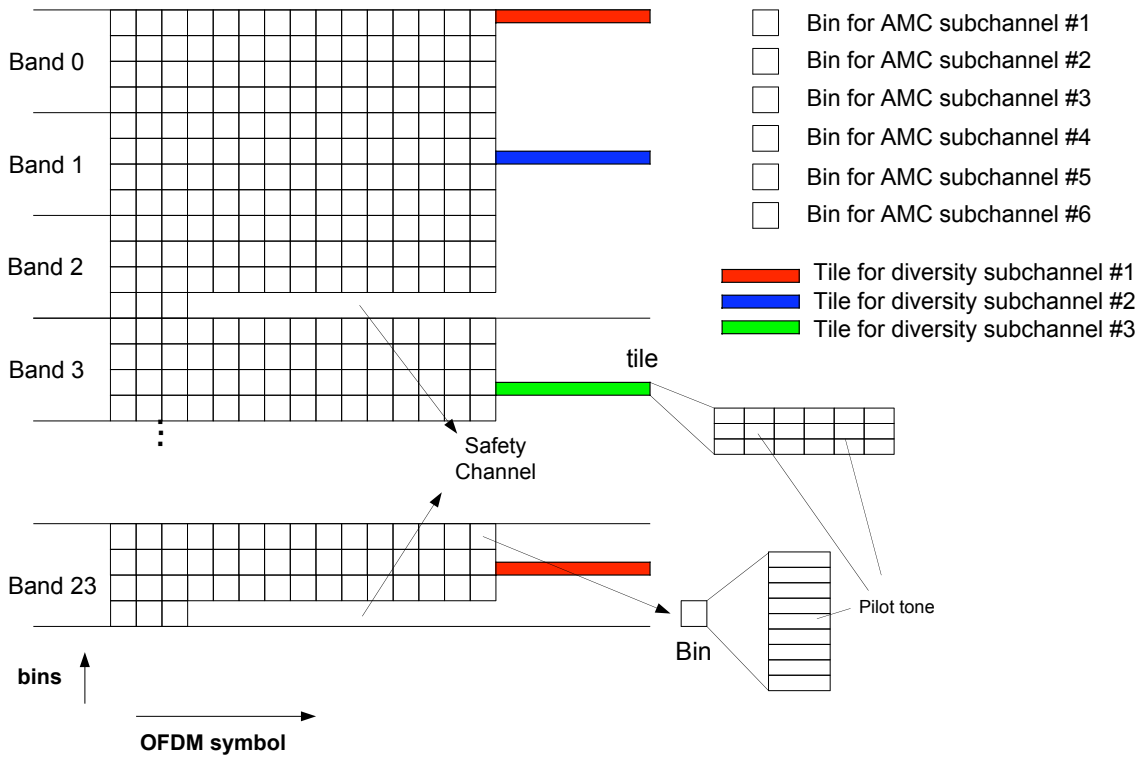 Band 0
Band 1
Band 2
Band 3
Band 23
bins
OFDM symbol
Safety
Channel
tile
Bin
Pilot tone
Bin for AMC subchannel #1
Bin for AMC subchannel #2
Bin for AMC subchannel #3
Bin for AMC subchannel #4
Bin for AMC subchannel #5
Bin for AMC subchannel #6
Tile for diversity subchannel #1
Tile for diversity subchannel #2
Tile for diversity subchannel #3